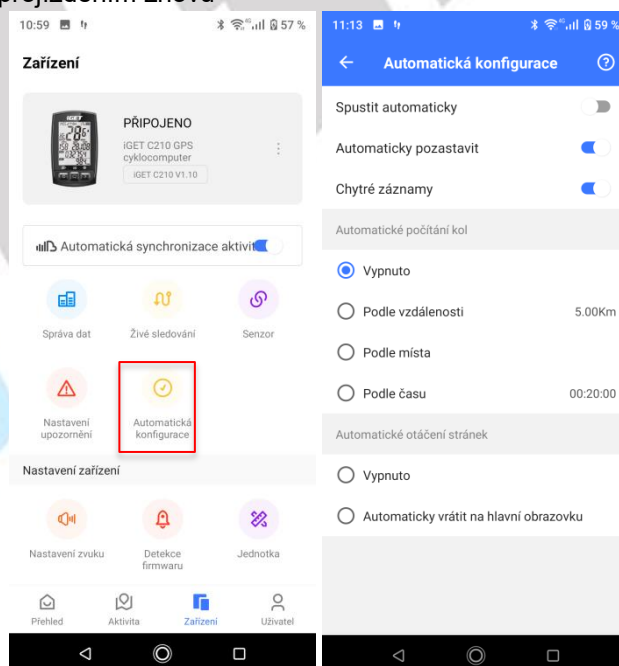 projížděním znova
10:59 57 %
Zařízení
iGET
PŘIPOJENO
iGET C210 GPS
cyklocomputer
iGET C210 V1.10
Automatická synchronizace aktivit
Správa dat Živé sledování Senzor
Nastavení upozornění
Automatická konfigurace
Nastavení zařízení
Nastavení zvuku
Detekce firmwaru
Jednotka
Přehled Aktivita Zařízení Uživatel
11:13 59 %
Automatická konfigurace
Spustit automaticky
Automaticky pozastavit
Chytré záznamy
Automatické počítání kol
Vypnuto
Podle vzdálenosti 5.00Km
Podle místa
Podle času 00:20:00
Automatické otáčení stránek
Vypnuto
Automaticky vrátit na hlavní obrazovku